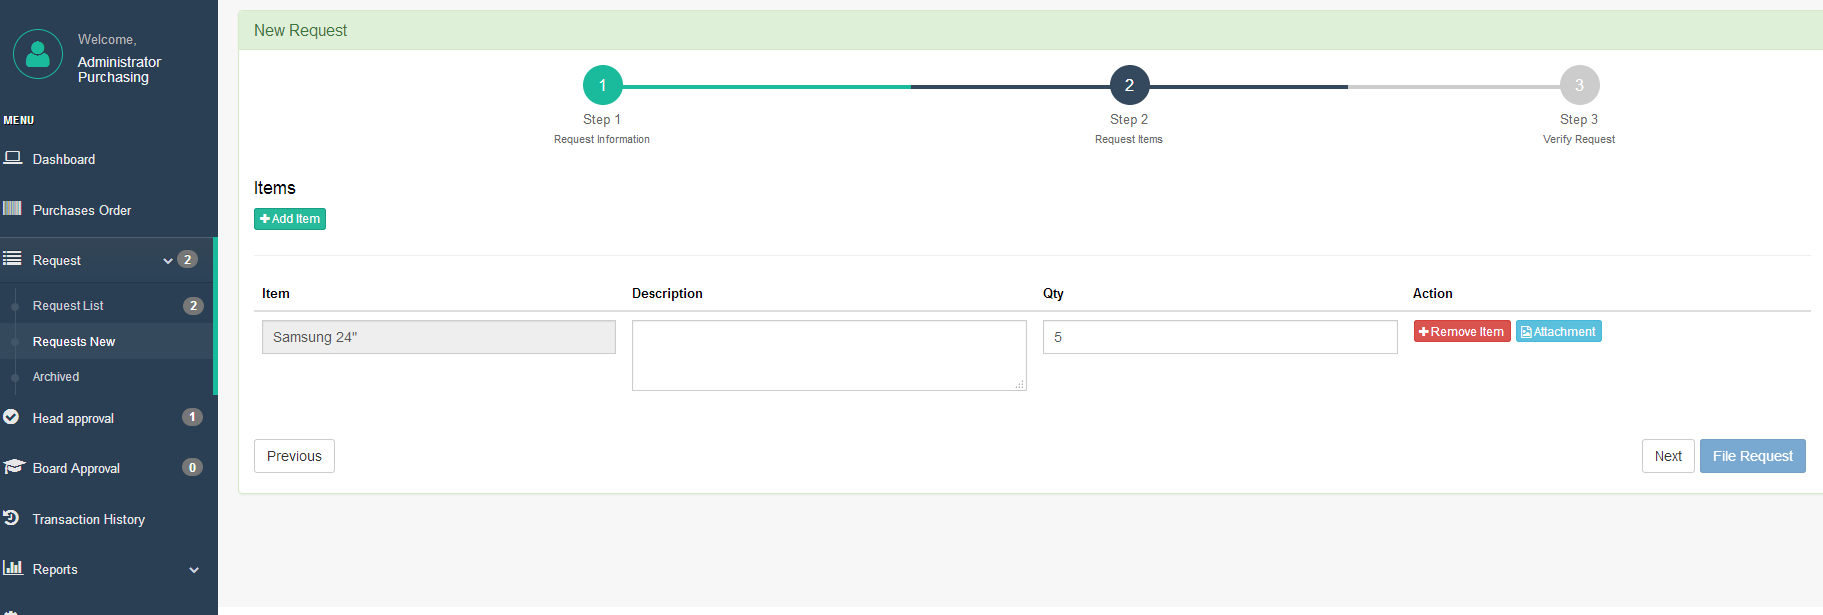 Welcome,
Administrator
Purchasing
MENU
Dashboard
Purchases Order
Request 2
Request List 2
Requests New
Archived
Head approval 1
Board Approval 0
Transaction History
Reports
New Request
1 2 3
Step 1 Step 2 Step 3
Request Information Request Items Verify Request
Items
Add Item
Item Description Qty Action
Samsung 24" 5 Remove Item Attachment
Previous Next File Request